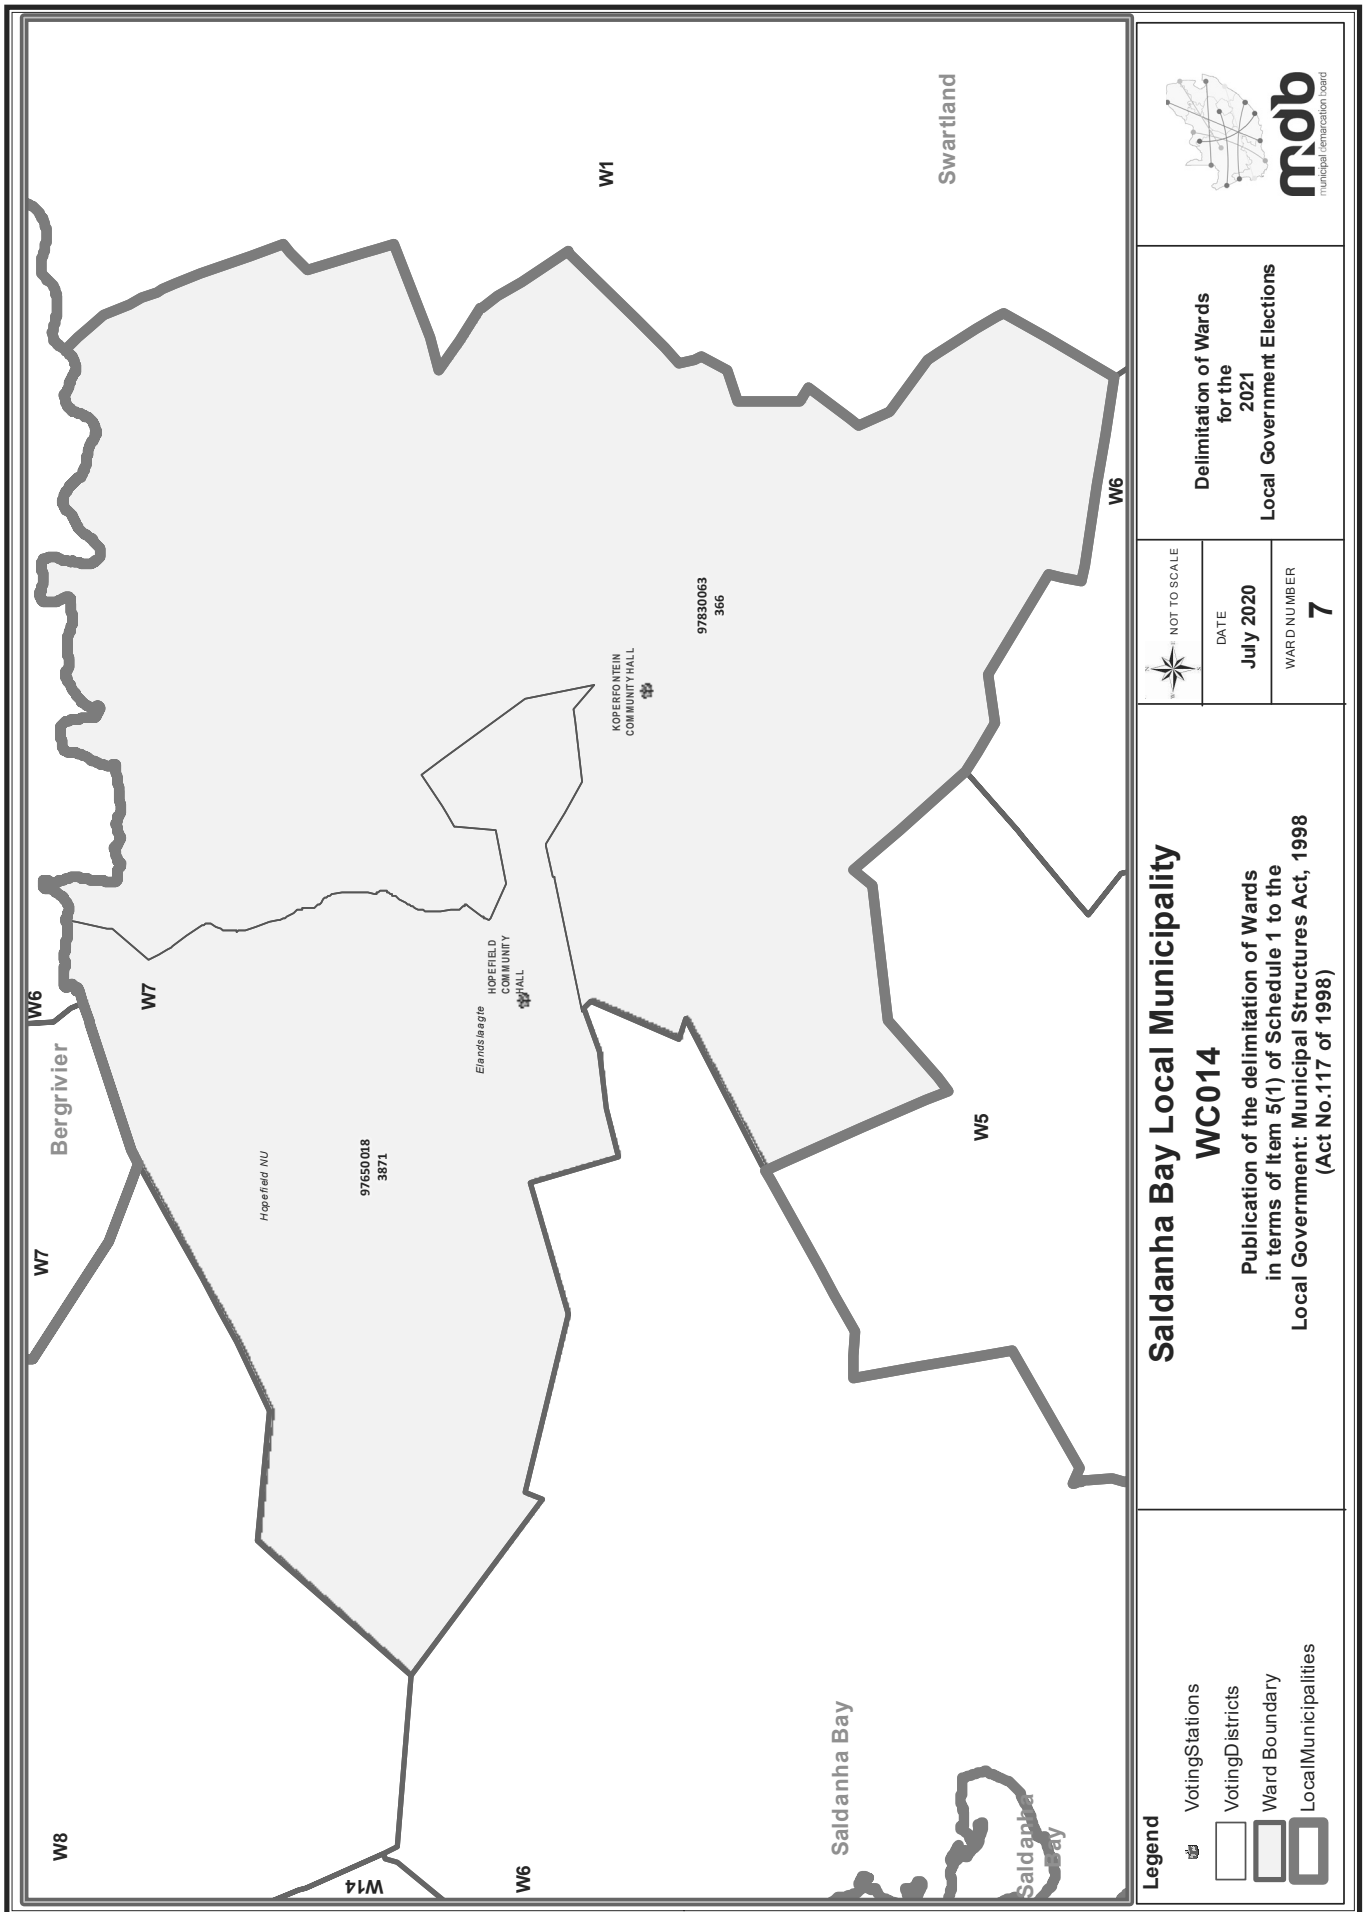 W8
W14
W6
W7
Bergrivier
W6
Hopefield NU
97650018
3871
W7
Elandslaagte
HOPEFIELD
COMMUNITY
HALL
KOPERFONTEIN
COMMUNITY HALL
97830063
366
W1
Swartland
W5
W6
Saldanha Bay
Saldanha
Bay
Legend
VotingStations
VotingDistricts
Ward Boundary
LocalMunicipalities
Saldanha Bay Local Municipality
WC014
Publication of the delimitation of Wards
in terms of Item 5(1) of Schedule 1 to the
Local Government: Municipal Structures Act, 1998
(Act No.117 of 1998)
N
E
S
W
NOT TO SCALE
DATE
July 2020
WARD NUMBER
7
Delimitation of Wards
for the
2021
Local Government Elections
mdb
municipal demarcation board